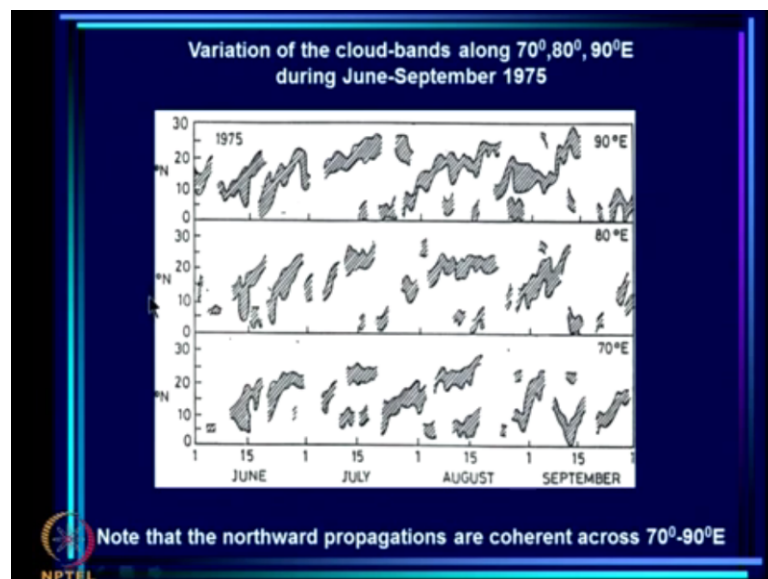 Variation of the cloud-bands along 70⁰,80⁰, 90⁰E
during June-September 1975
30
1975
90°E
20
°N
10
0
30
80°E
20
°N
10
0
30
70°E
20
°N
10
0
1 15 1 15 1 15 1 15 1
JUNE JULY AUGUST SEPTEMBER
Note that the northward propagations are coherent across 70⁰-90⁰E
NPTEL